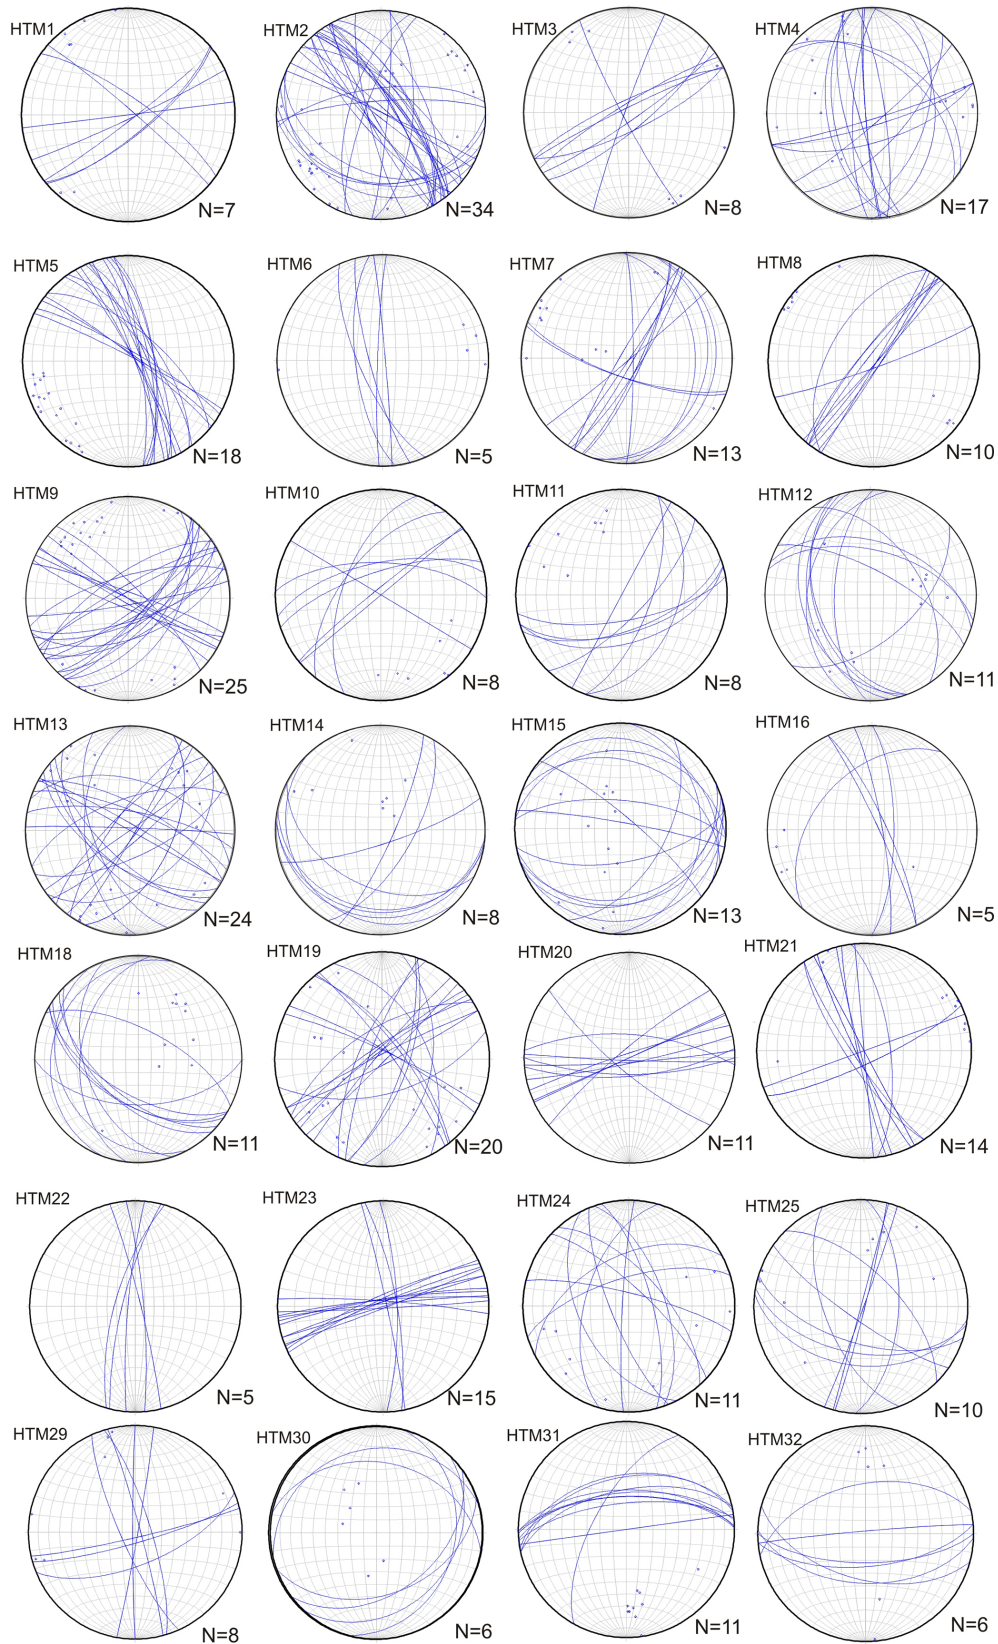 HTM1
N=7
HTM2
N=34
HTM3
N=8
HTM4
N=17
HTM5
N=18
HTM6
N=5
HTM7
N=13
HTM8
N=10
HTM9
N=25
HTM10
N=8
HTM11
N=8
HTM12
N=11
HTM13
N=24
HTM14
N=8
HTM15
N=13
HTM16
N=5
HTM18
N=11
HTM19
N=20
HTM20
N=11
HTM21
N=14
HTM22
N=5
HTM23
N=15
HTM24
N=11
HTM25
N=10
HTM29
N=8
HTM30
N=6
HTM31
N=11
HTM32
N=6